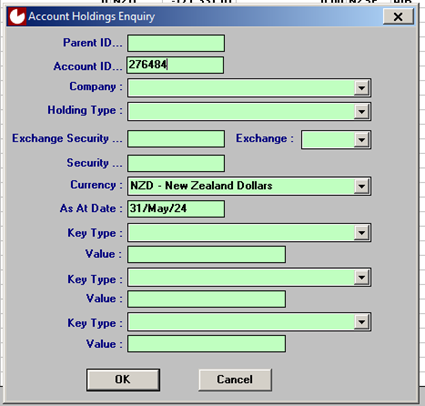 Account Holdings Enquiry
Parent ID...
Account ID... 276484
Company :
Holding Type :
Exchange Security ... Exchange :
Security ...
Currency : NZD - New Zealand Dollars
As At Date : 31/May/24
Key Type :
Value :
Key Type :
Value :
Key Type :
Value :
OK Cancel